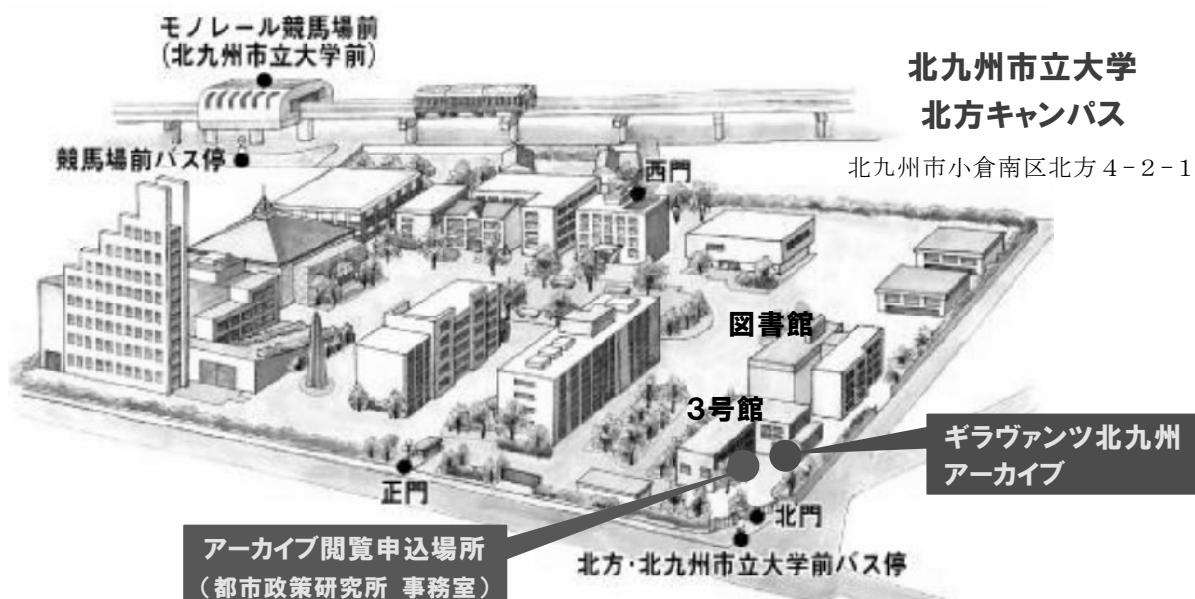 モノレール競馬場前
(北九州市立大学前)
北九州市立大学
北方キャンパス
北九州市小倉南区北方4-2-1
競馬場前バス停
西門
図書館
3号館
ギラヴァンツ北九州
アーカイブ
正門
北門
アーカイブ閲覧申込場所
(都市政策研究所 事務室)
北方・北九州市立大学前バス停